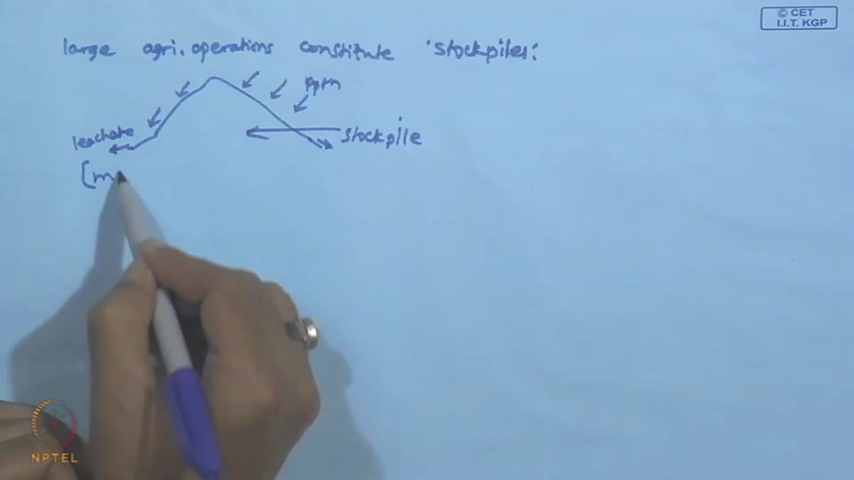 © CET
I.I.T. KGP
large agri. operations constitute 'stockpiles:
pptn
leachate
stockpile
[m
NPTEL